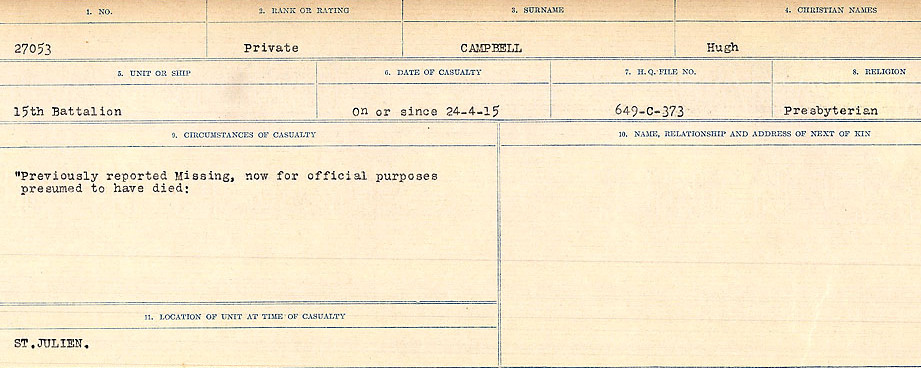 1. NO. 2. RANK OR RATING 3. SURNAME 4. CHRISTIAN NAMES
27053 Private CAMPBELL Hugh
5. UNIT OR SHIP 6. DATE OF CASUALTY 7. H.Q. FILE NO. 8. RELIGION
15th Battalion On or since 24-4-15 649-C-373 Presbyterian
9. CIRCUMSTANCES OF CASUALTY 10. NAME, RELATIONSHIP AND ADDRESS OF NEXT OF KIN
"Previously reported Missing, now for official purposes
presumed to have died:
11. LOCATION OF UNIT AT TIME OF CASUALTY
ST.JULIEN.